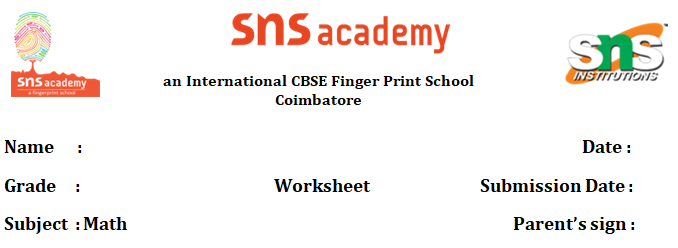 sns academy
a fingerprint school
sns academy
an International CBSE Finger Print School
Coimbatore
SNS
INSTITUTIONS
Name :
Date :
Grade :
Worksheet
Submission Date :
Subject : Math
Parent's sign :